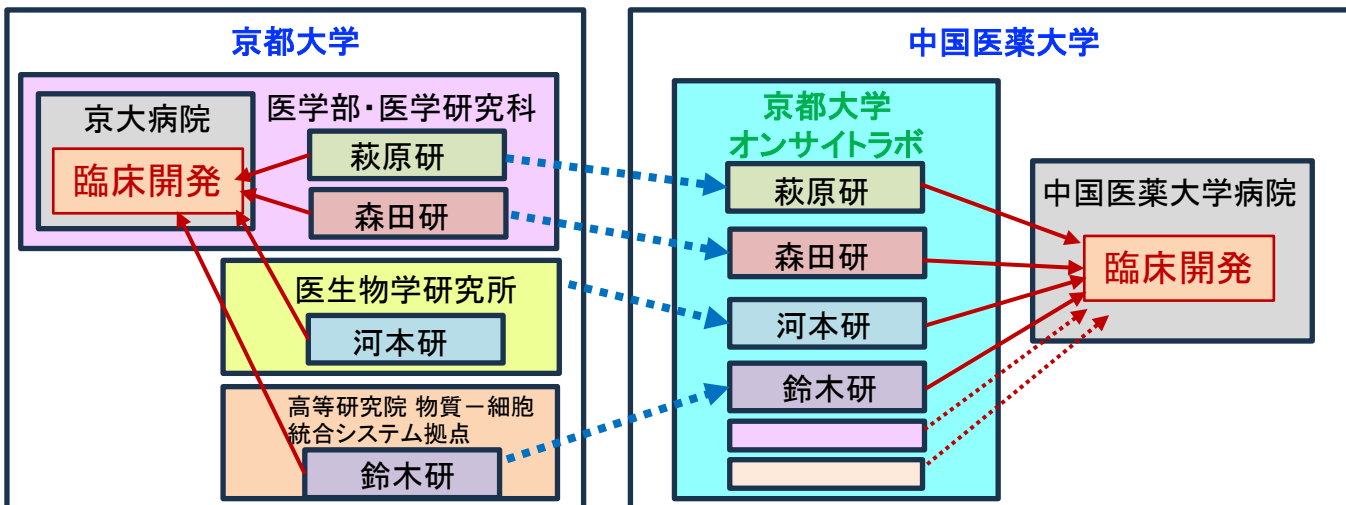 京都大学
医学部・医学研究科
京大病院
臨床開発
萩原研
森田研
医生物学研究所
河本研
高等研究院 物質－細胞
統合システム拠点
鈴木研
中国医薬大学
京都大学
オンサイトラボ
萩原研
森田研
河本研
鈴木研
中国医薬大学病院
臨床開発